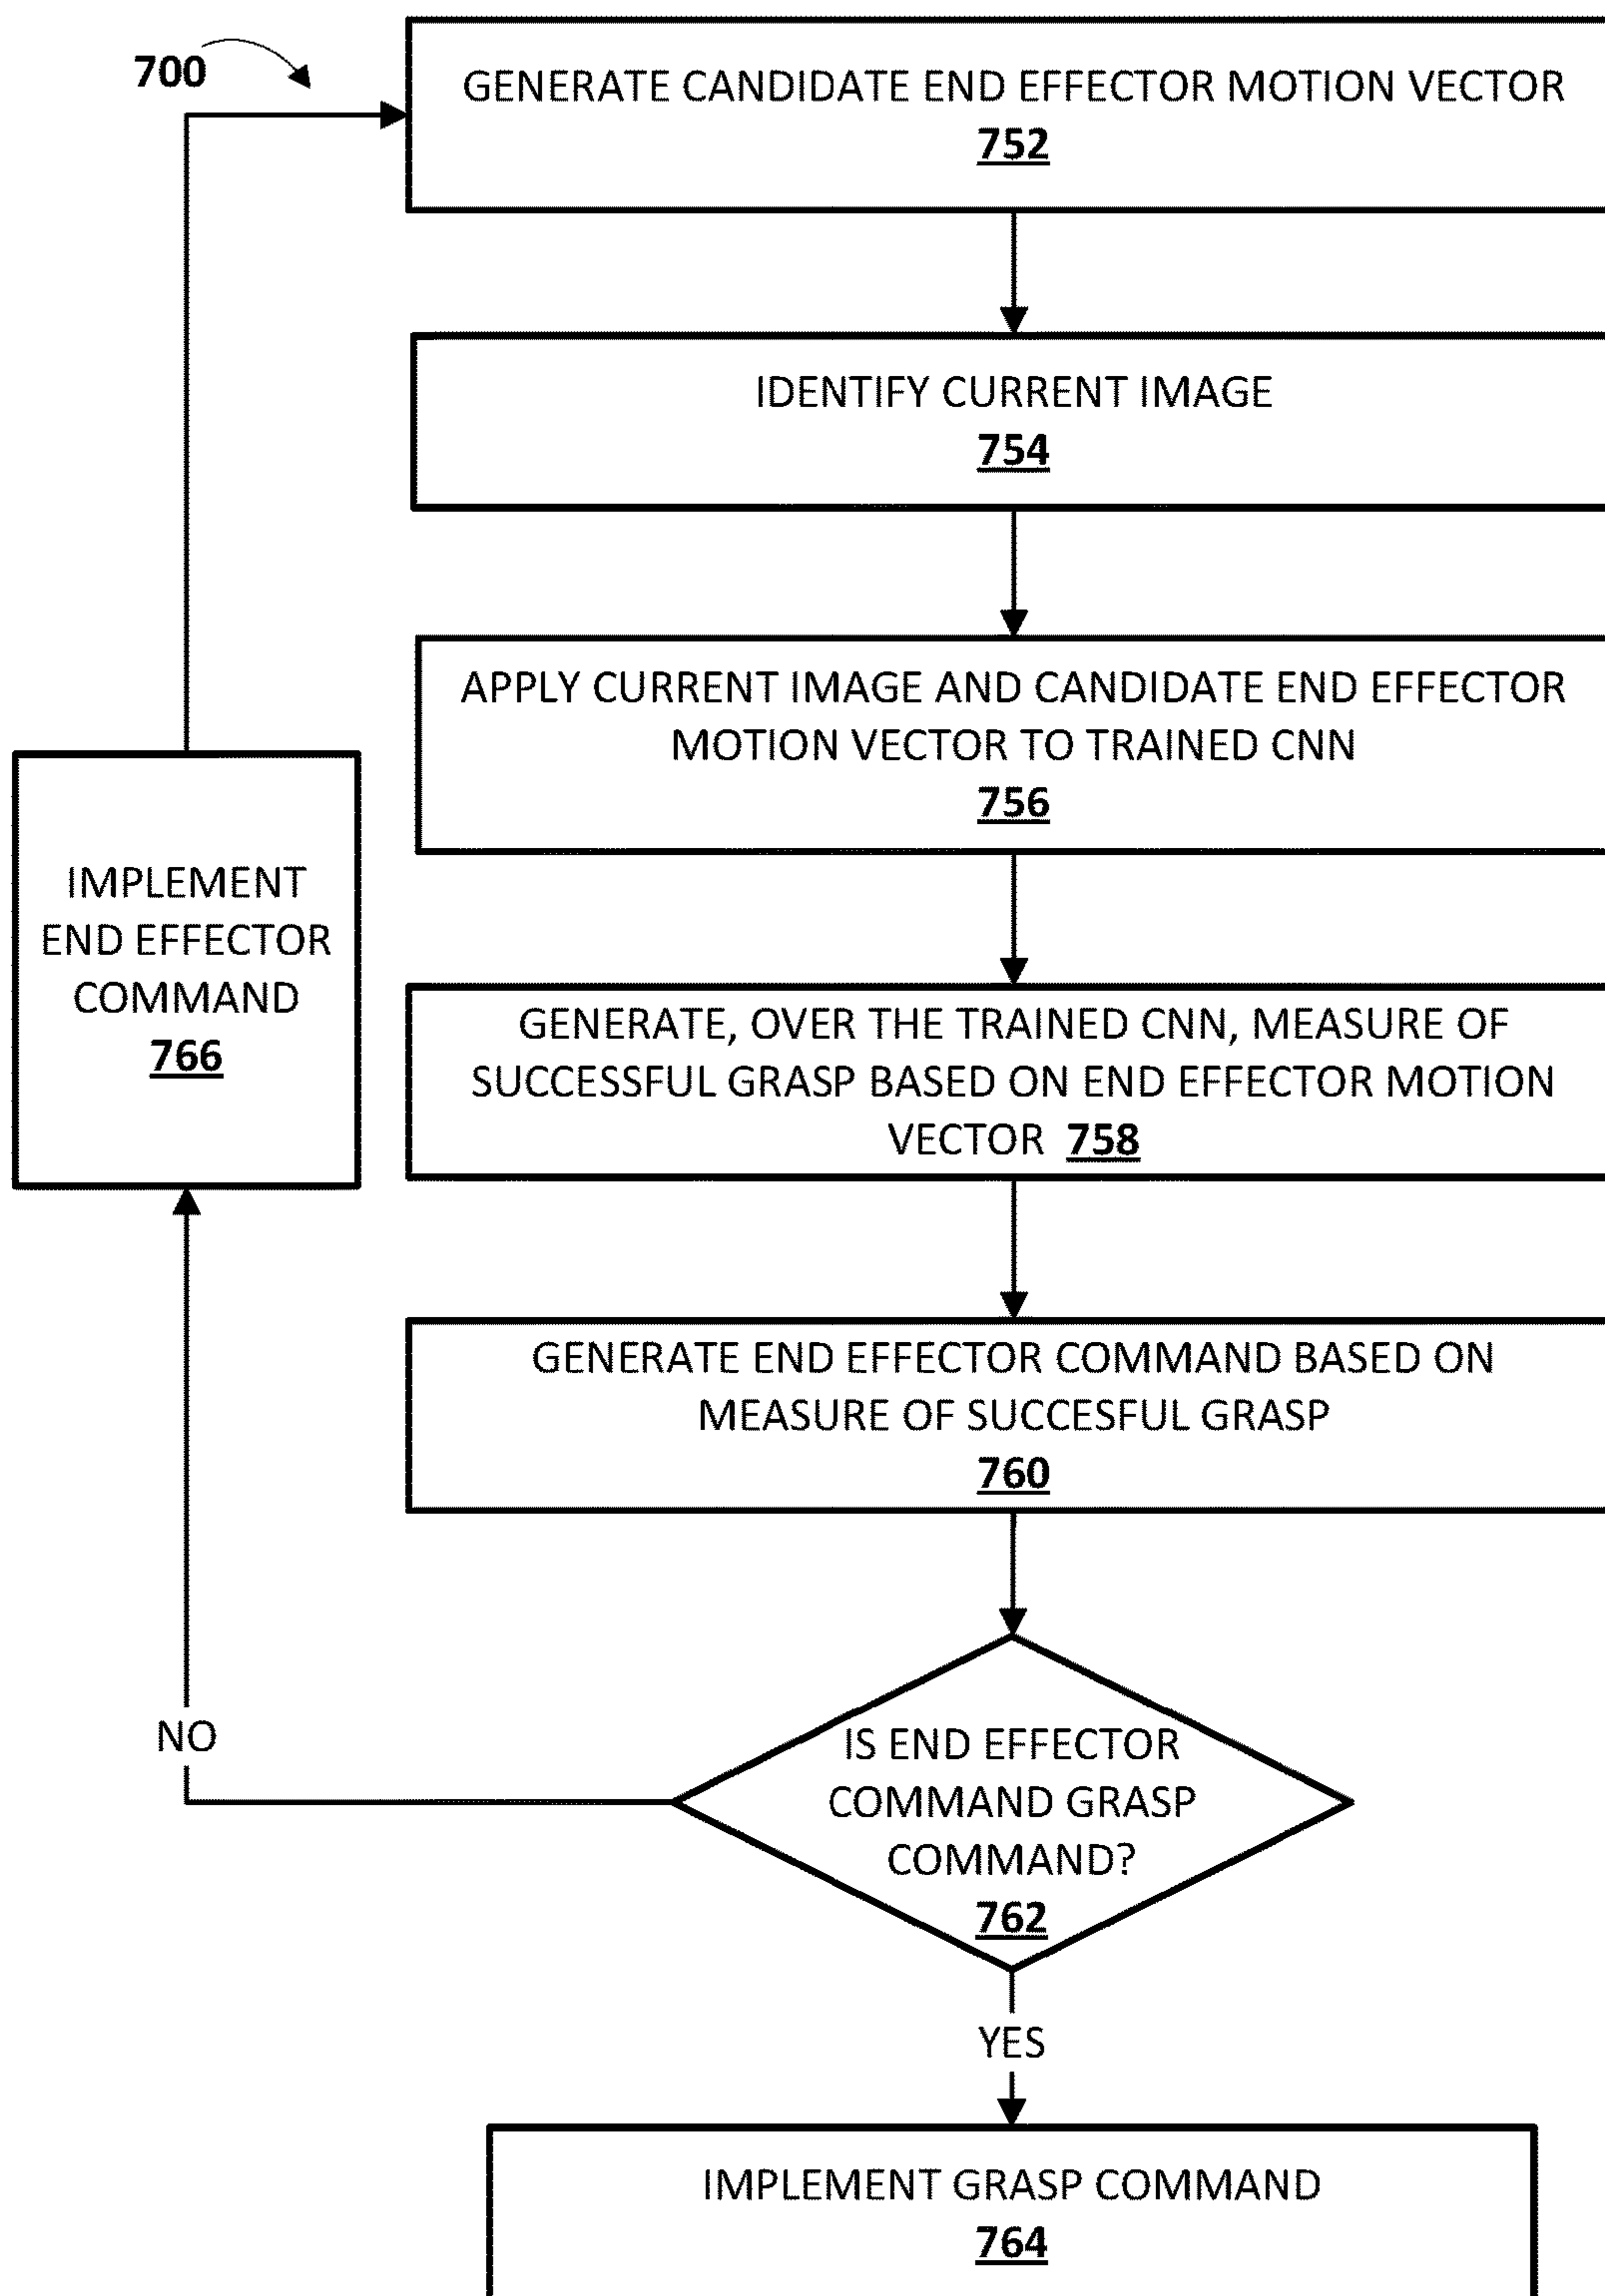 700
GENERATE CANDIDATE END EFFECTOR MOTION VECTOR
752
IDENTIFY CURRENT IMAGE
754
APPLY CURRENT IMAGE AND CANDIDATE END EFFECTOR
MOTION VECTOR TO TRAINED CNN
756
IMPLEMENT
END EFFECTOR
COMMAND
766
GENERATE, OVER THE TRAINED CNN, MEASURE OF
SUCCESSFUL GRASP BASED ON END EFFECTOR MOTION
VECTOR 758
GENERATE END EFFECTOR COMMAND BASED ON
MEASURE OF SUCCESFUL GRASP
760
NO
IS END EFFECTOR
COMMAND GRASP
COMMAND?
762
YES
IMPLEMENT GRASP COMMAND
764